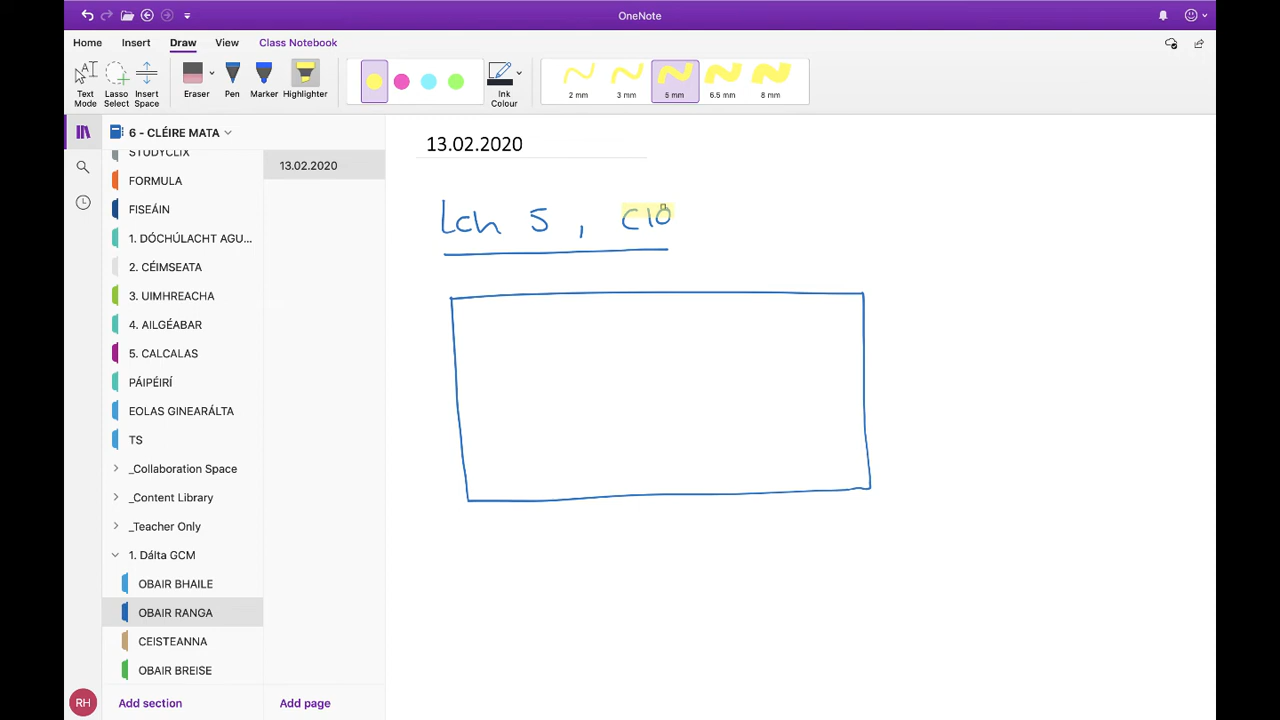 OneNote
Home Insert Draw View Class Notebook
Text Mode
Lasso Select
Insert Space
Eraser
Pen
Marker
Highlighter
Ink Colour
2 mm
3 mm
5 mm
6.5 mm
8 mm
6 - CLÉIRE MATA
STUDYCLIX
FORMULA
FISEÁIN
1. DÓCHÚLACHT AGU...
2. CÉIMSEATA
3. UIMHREACHA
4. AILGÉABAR
5. CALCALAS
PÁIPÉIRÍ
EOLAS GINEARÁLTA
TS
_Collaboration Space
_Content Library
_Teacher Only
1. Dálta GCM
OBAIR BHAILE
OBAIR RANGA
CEISTEANNA
OBAIR BREISE
RH
Add section
13.02.2020
Add page
13.02.2020
Lch 5 , C10